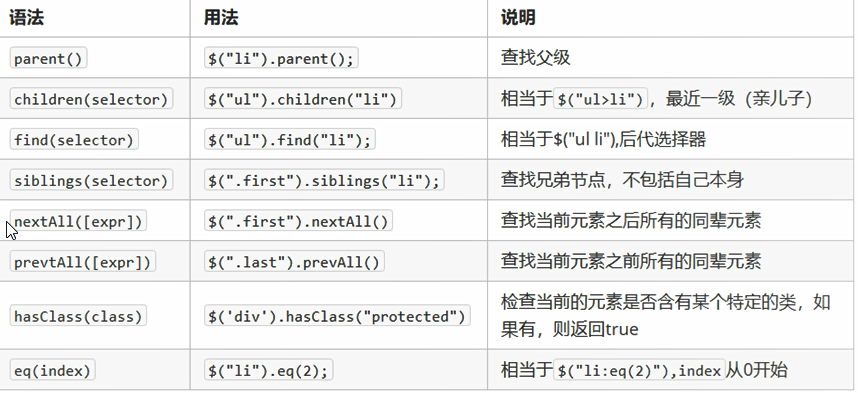 语法 用法 说明
parent() $("li").parent(); 查找父级
children(selector) $("ul").children("li") 相当于$("ul>li")，最近一级（亲儿子）
find(selector) $("ul").find("li"); 相当于$("ul li"),后代选择器
siblings(selector) $(".first").siblings("li"); 查找兄弟节点，不包括自己本身
nextAll([expr]) $(".first").nextAll() 查找当前元素之后所有的同辈元素
prevtAll([expr]) $(".last").prevAll() 查找当前元素之前所有的同辈元素
hasClass(class) $('div').hasClass("protected") 检查当前的元素是否含有某个特定的类，如
果有，则返回true
eq(index) $("li").eq(2); 相当于$("li:eq(2)"),index从0开始